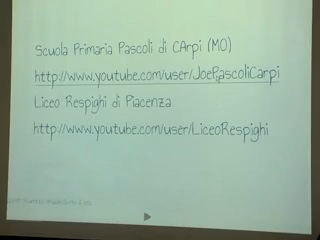 Scuola Primaria Pascoli di CArpi (MO)
http://www.youtube.com/user/JoePascoliCarpi
Liceo Respighi di Piacenza
http://www.youtube.com/user/LiceoRespighi